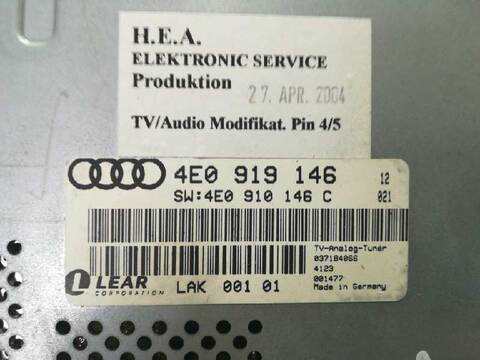 H.E.A.
ELEKTRONIC SERVICE
Produktion
27. APR. 2004
TV/Audio Modifikat. Pin 4/5
4E0 919 146 12
SW:4E0 910 146 C 021
TV-Analog-Tuner
037184066
4123
001477
LEAR
CORPORATION
LAK 001 01
Made in Germany